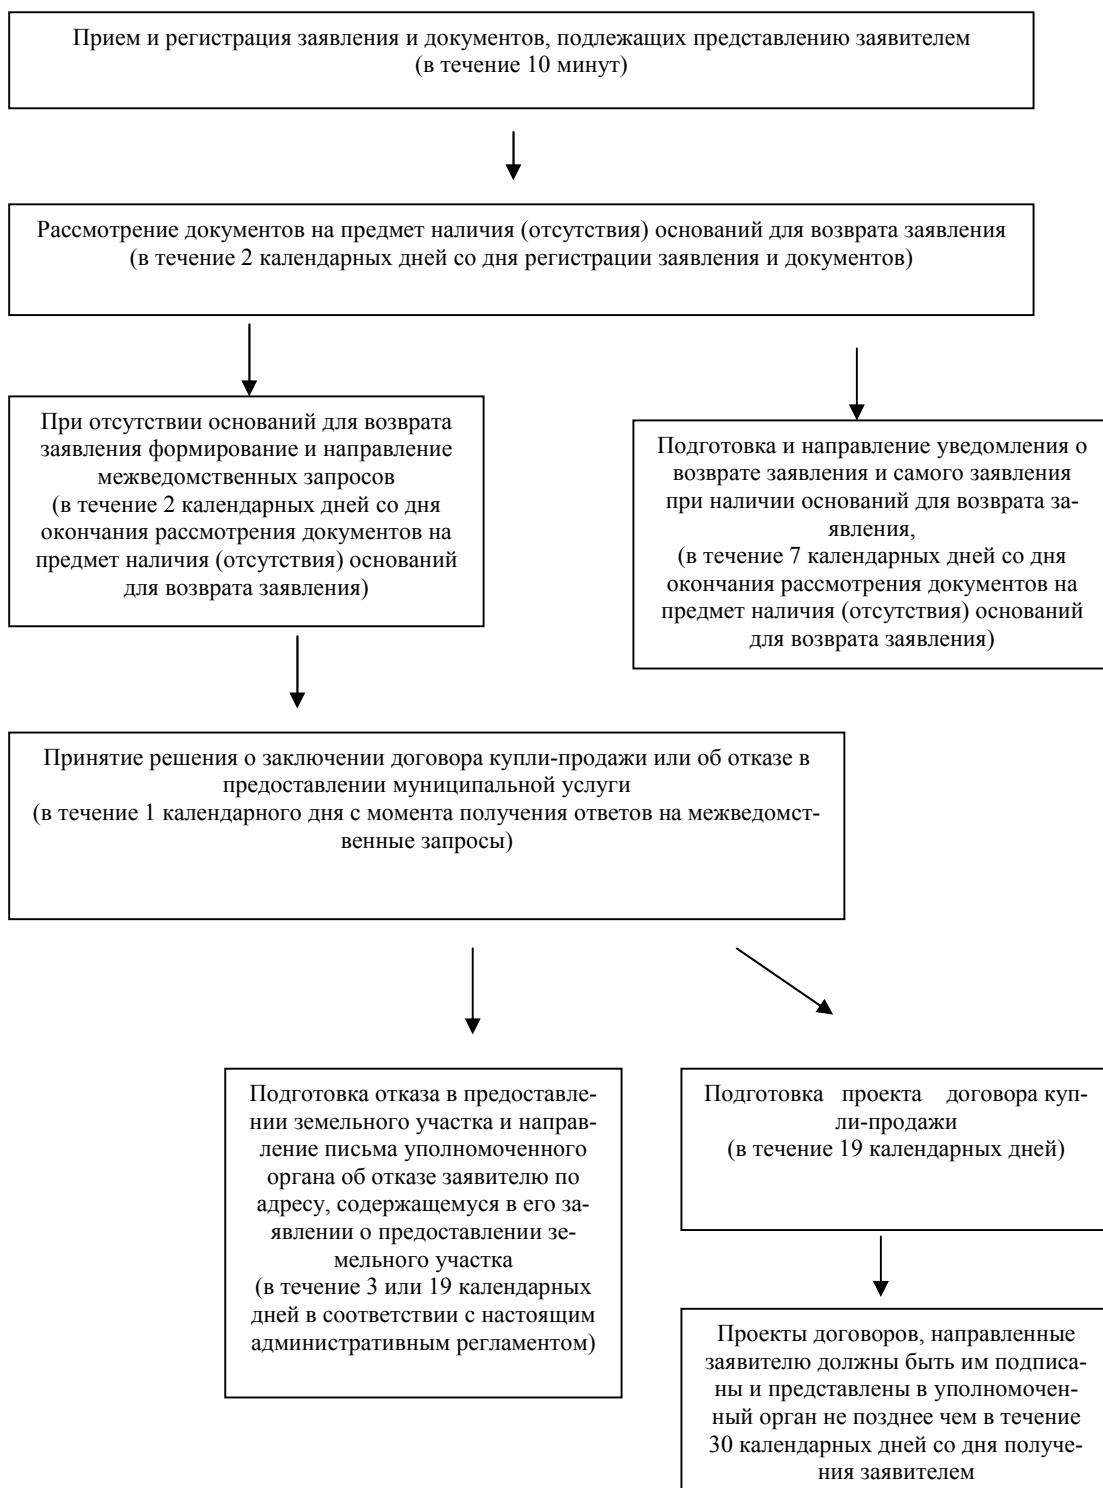 Прием и регистрация заявления и документов, подлежащих представлению заявителем
(в течение 10 минут)
Рассмотрение документов на предмет наличия (отсутствия) оснований для возврата заявления
(в течение 2 календарных дней со дня регистрации заявления и документов)
При отсутствии оснований для возврата
заявления формирование и направление
межведомственных запросов
(в течение 2 календарных дней со дня
окончания рассмотрения документов на
предмет наличия (отсутствия) оснований
для возврата заявления)
Подготовка и направление уведомления о
возврате заявления и самого заявления
при наличии оснований для возврата за-
явления,
(в течение 7 календарных дней со дня
окончания рассмотрения документов на
предмет наличия (отсутствия) оснований
для возврата заявления)
Принятие решения о заключении договора купли-продажи или об отказе в
предоставлении муниципальной услуги
(в течение 1 календарного дня с момента получения ответов на межведомст-
венные запросы)
Подготовка отказа в предоставле-
нии земельного участка и направ-
ление письма уполномоченного
органа об отказе заявителю по
адресу, содержащемуся в его за-
явлении о предоставлении зе-
мельного участка
(в течение 3 или 19 календарных
дней в соответствии с настоящим
административным регламентом)
Подготовка проекта договора куп-
ли-продажи
(в течение 19 календарных дней)
Проекты договоров, направленные
заявителю должны быть им подписа-
ны и представлены в уполномочен-
ный орган не позднее чем в течение
30 календарных дней со дня получе-
ния заявителем